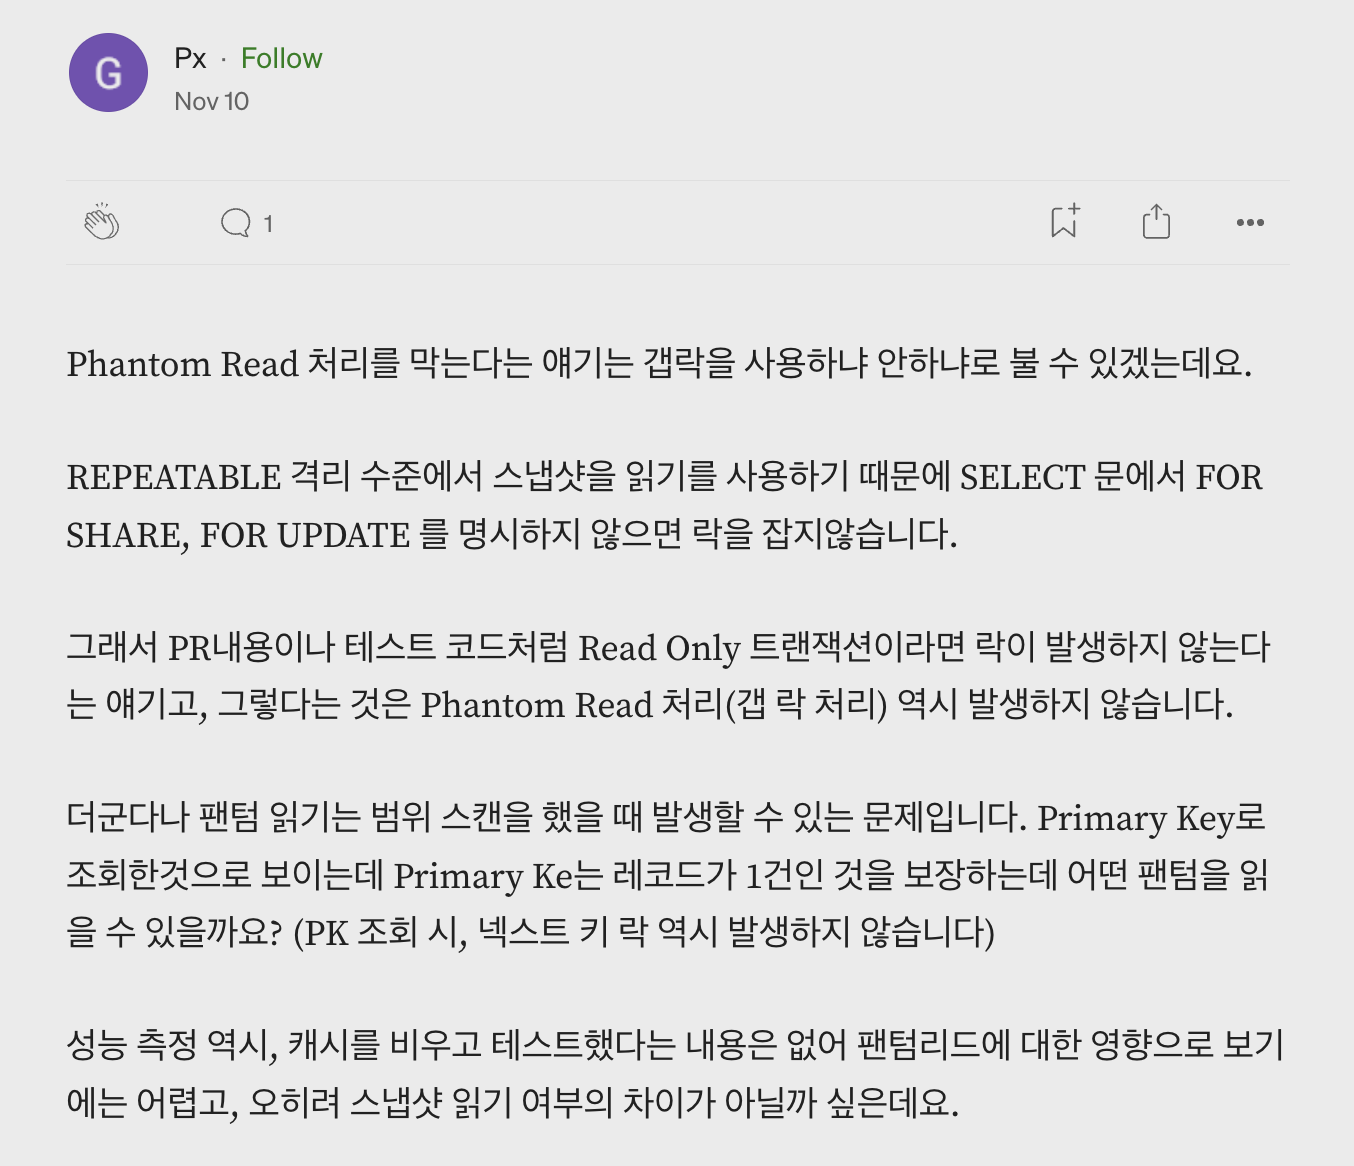 G
Px · Follow
Nov 10
1
Phantom Read 처리를 막는다는 얘기는 갭락을 사용하냐 안하냐로 불 수 있겠는데요.
REPEATABLE 격리 수준에서 스냅샷을 읽기를 사용하기 때문에 SELECT 문에서 FOR
SHARE, FOR UPDATE 를 명시하지 않으면 락을 잡지않습니다.
그래서 PR내용이나 테스트 코드처럼 Read Only 트랜잭션이라면 락이 발생하지 않는다
는 얘기고, 그렇다는 것은 Phantom Read 처리(갭 락 처리) 역시 발생하지 않습니다.
더군다나 팬텀 읽기는 범위 스캔을 했을 때 발생할 수 있는 문제입니다. Primary Key로
조회한것으로 보이는데 Primary Ke는 레코드가 1건인 것을 보장하는데 어떤 팬텀을 읽
을 수 있을까요? (PK 조회 시, 넥스트 키 락 역시 발생하지 않습니다)
성능 측정 역시, 캐시를 비우고 테스트했다는 내용은 없어 팬텀리드에 대한 영향으로 보기
에는 어렵고, 오히려 스냅샷 읽기 여부의 차이가 아닐까 싶은데요.